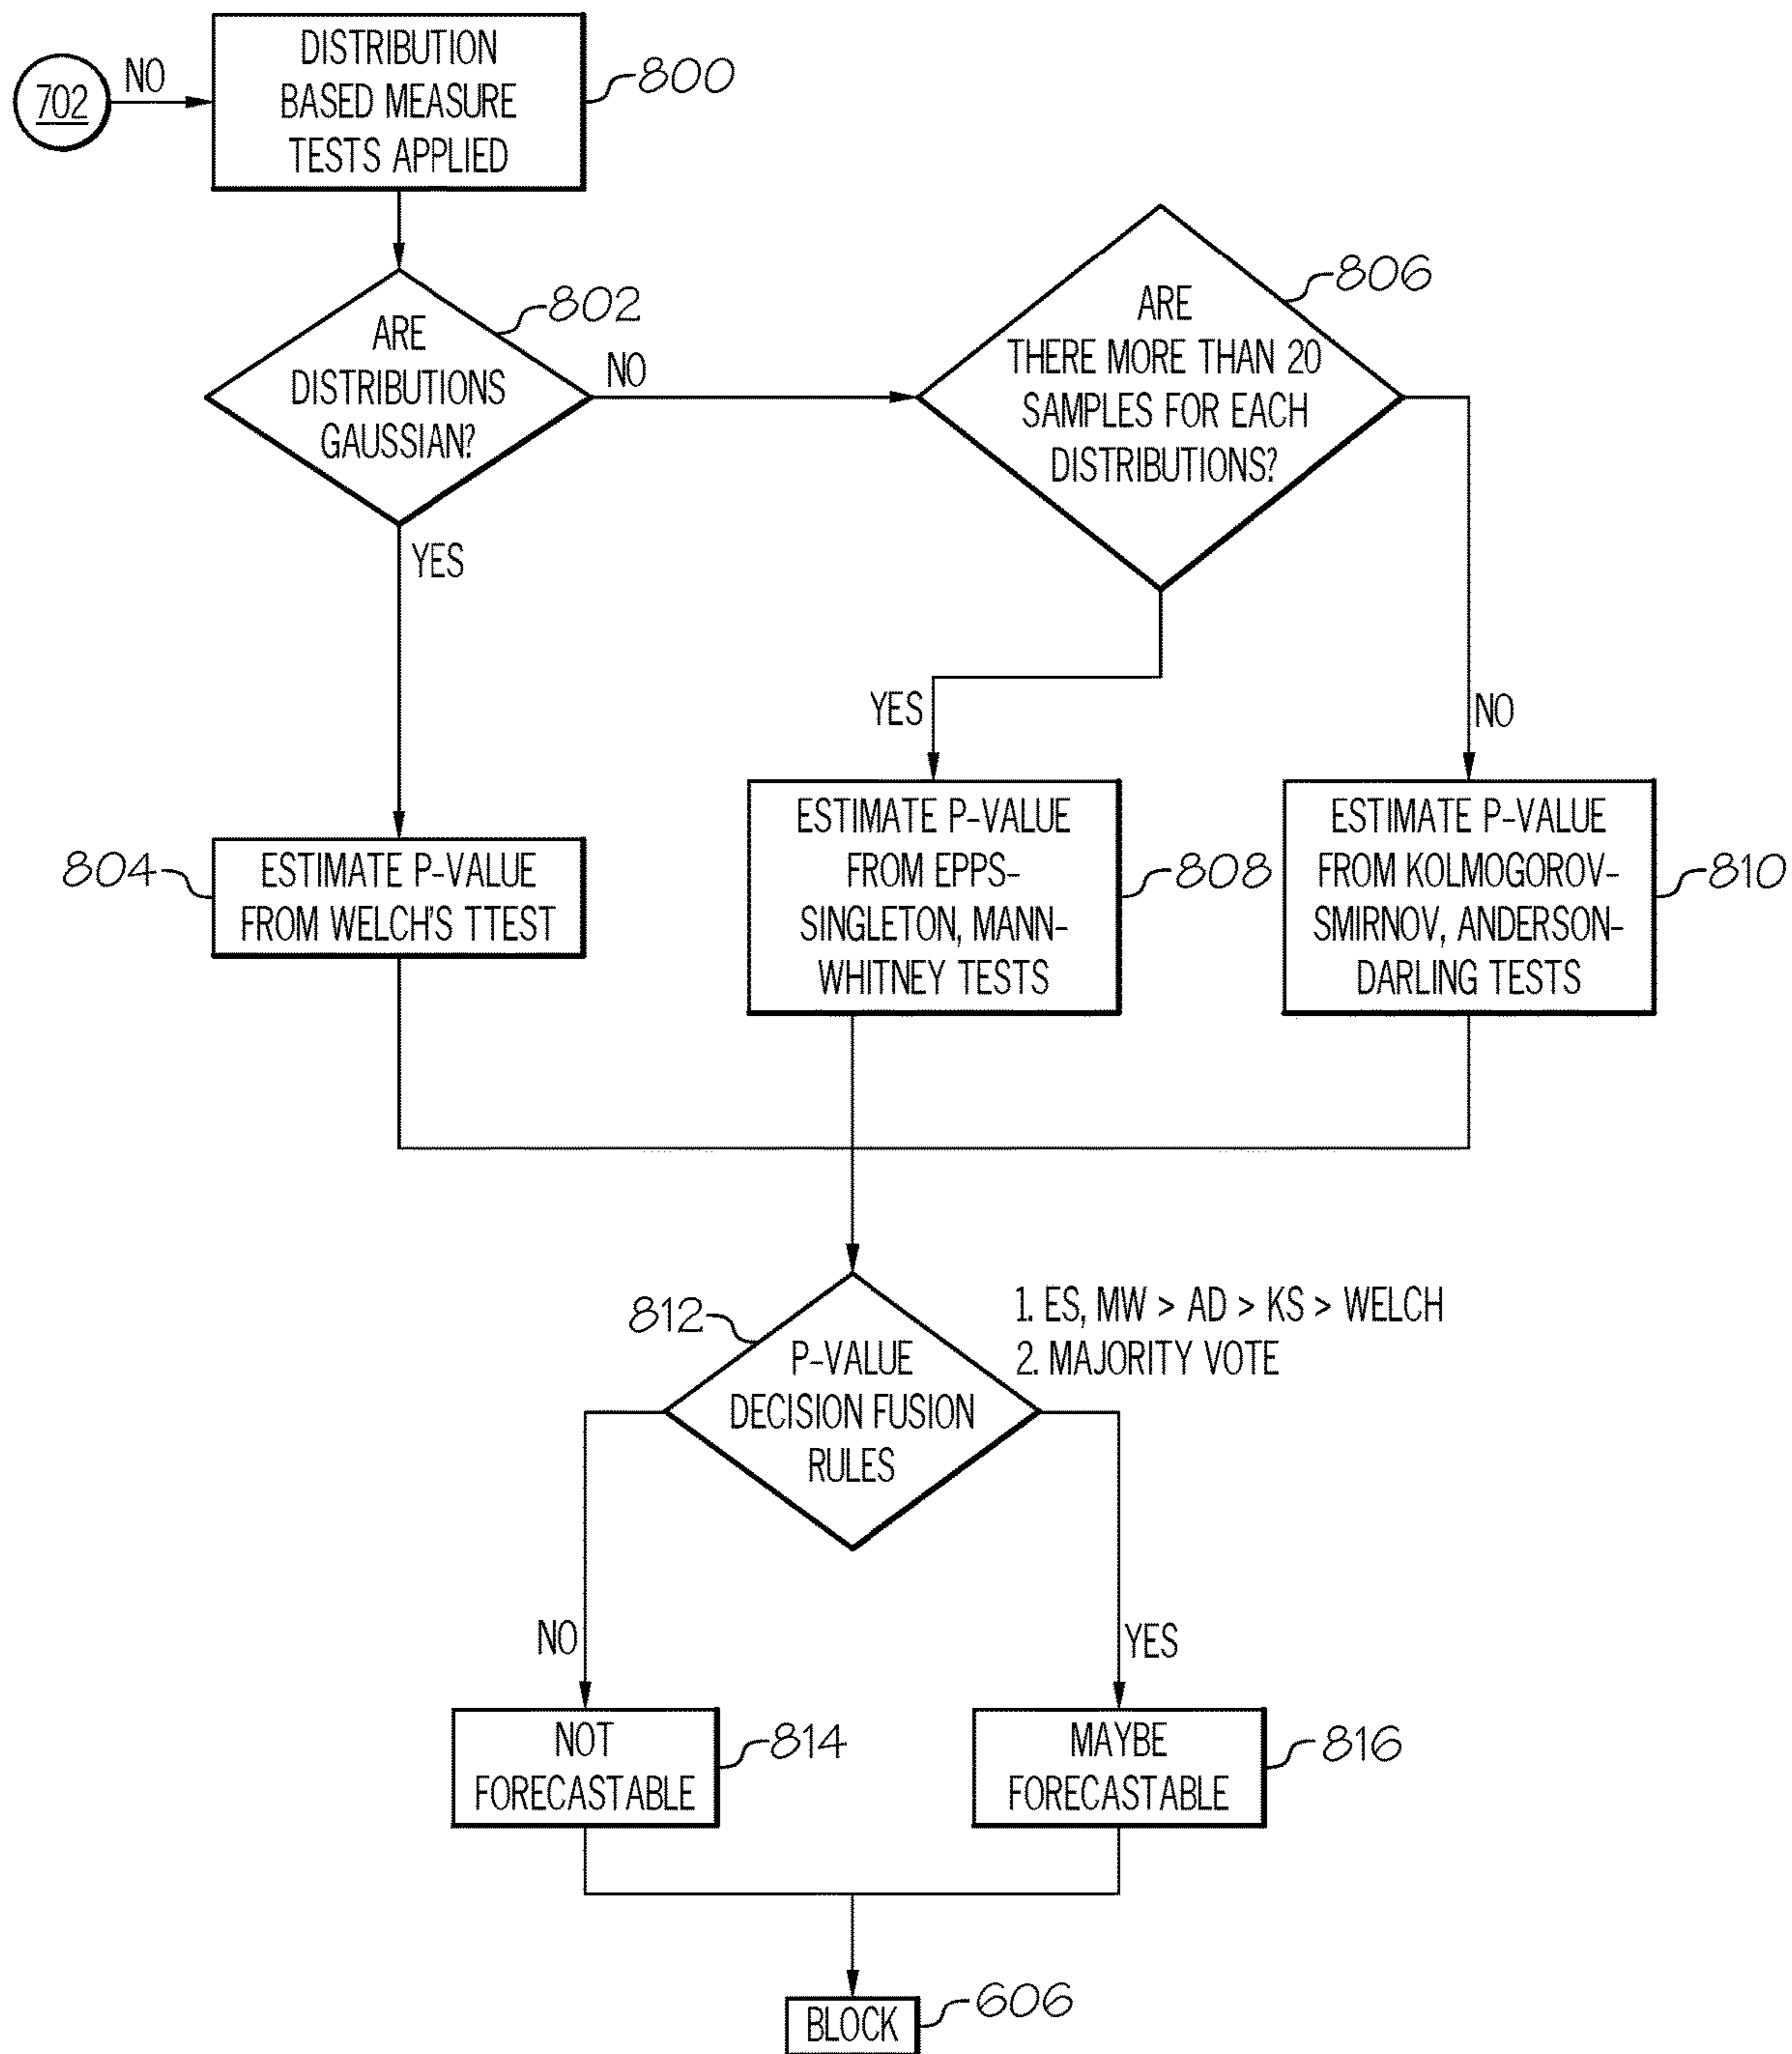 702
NO
DISTRIBUTION
BASED MEASURE
TESTS APPLIED
800
ARE
DISTRIBUTIONS
GAUSSIAN?
802
NO
YES
ARE
THERE MORE THAN 20
SAMPLES FOR EACH
DISTRIBUTIONS?
806
YES
NO
804
ESTIMATE P-VALUE
FROM WELCH'S TTEST
ESTIMATE P-VALUE
FROM EPPS-
SINGLETON, MANN-
WHITNEY TESTS
808
ESTIMATE P-VALUE
FROM KOLMOGOROV-
SMIRNOV, ANDERSON-
DARLING TESTS
810
812
P-VALUE
DECISION FUSION
RULES
1. ES, MW > AD > KS > WELCH
2. MAJORITY VOTE
NO
YES
NOT
FORECASTABLE
814
MAYBE
FORECASTABLE
816
BLOCK
606